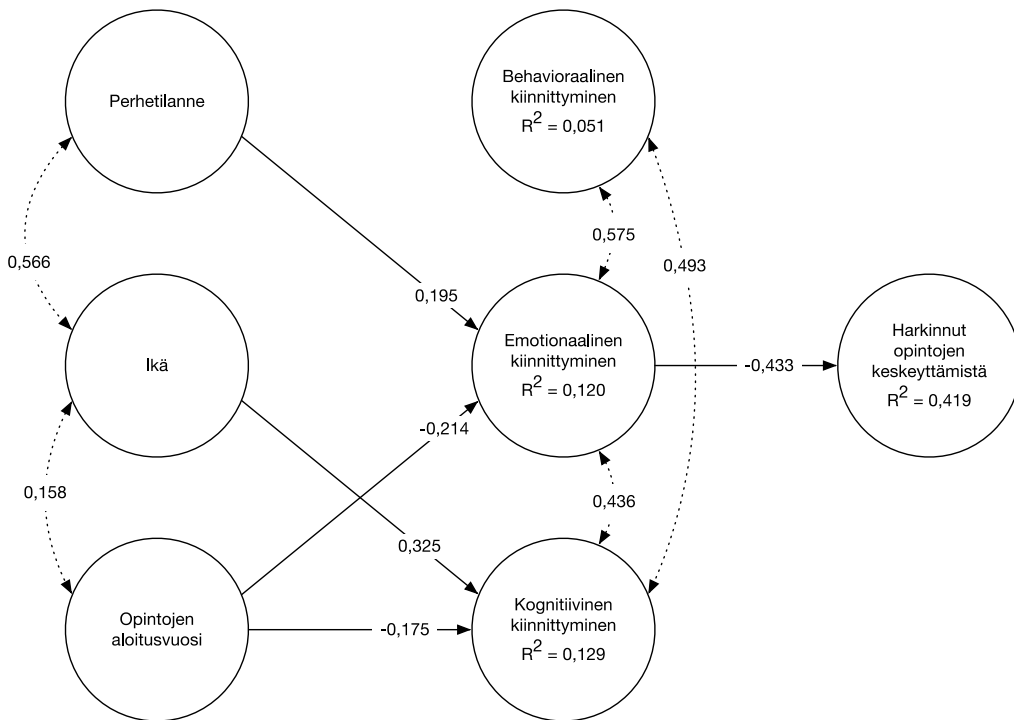 Perhetilanne
Behavioraalinen
kiinnittyminen
R² = 0,051
0,566
0,575
0,493
0,195
Ikä
Emotionaalinen
kiinnittyminen
R² = 0,120
-0,433
Harkinnut
opintojen
keskeyttämistä
R² = 0,419
-0,214
0,158
0,436
0,325
Opintojen
aloitusvuosi
-0,175
Kognitiivinen
kiinnittyminen
R² = 0,129